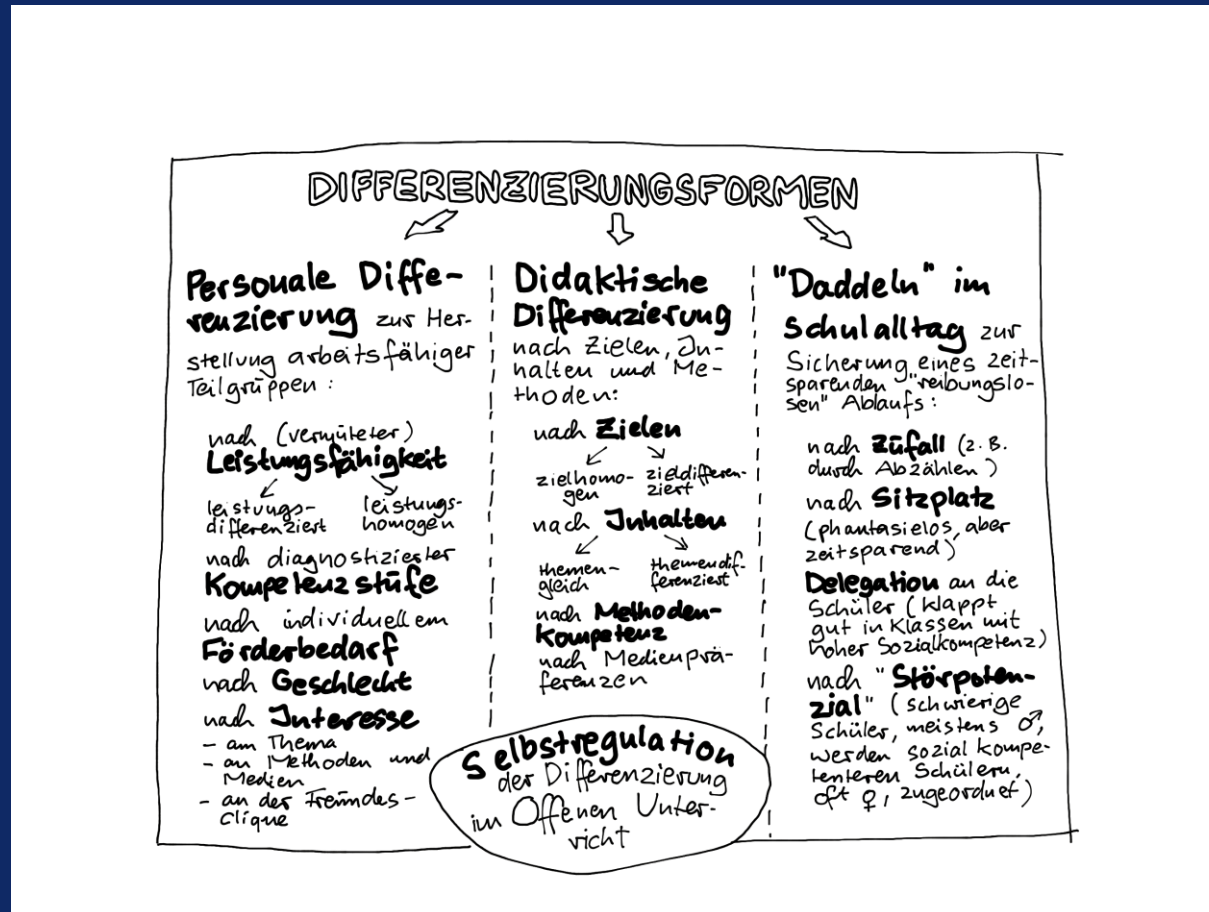 DIFFERENZIERUNGSFORMEN
Personale Diffe-
renzierung zur Her-
stellung arbeitsfähiger
Teilgruppen:
nach (vermuteter)
Leistungsfähigkeit
leistungs-
differenziert
leistungs-
homogen
nach diagnostizierter
Kompetenzstufe
nach individuellem
Förderbedarf
nach Geschlecht
nach Interesse
- am Thema
- an Methoden und
Medien
- an der Freundes-
clique
Didaktische
Differenzierung
nach Zielen, In-
halten und Me-
thoden:
nach Zielen
zielhomo-
gen
zieldifferen-
ziert
nach Inhalten
themen-
gleich
themendif-
ferenziert
nach Methoden-
kompetenz
nach Medienprä-
ferenzen
"Daddeln" im
Schulalltag zur
Sicherung eines zeit-
sparenden "reibungslo-
sen" Ablaufs:
nach Zufall (z.B.
durch Abzählen)
nach Sitzplatz
(phantasielos, aber
zeitsparend)
Delegation an die
Schüler (klappt
gut in Klassen mit
hoher Sozialkompetenz)
nach "Störpoten-
zial" (schwierige
Schüler, meistens ♂,
werden sozial kompe-
tenteren Schülern,
oft ♀, zugeordnet)
Selbstregulation
der Differenzierung
im Offenen Unter-
richt